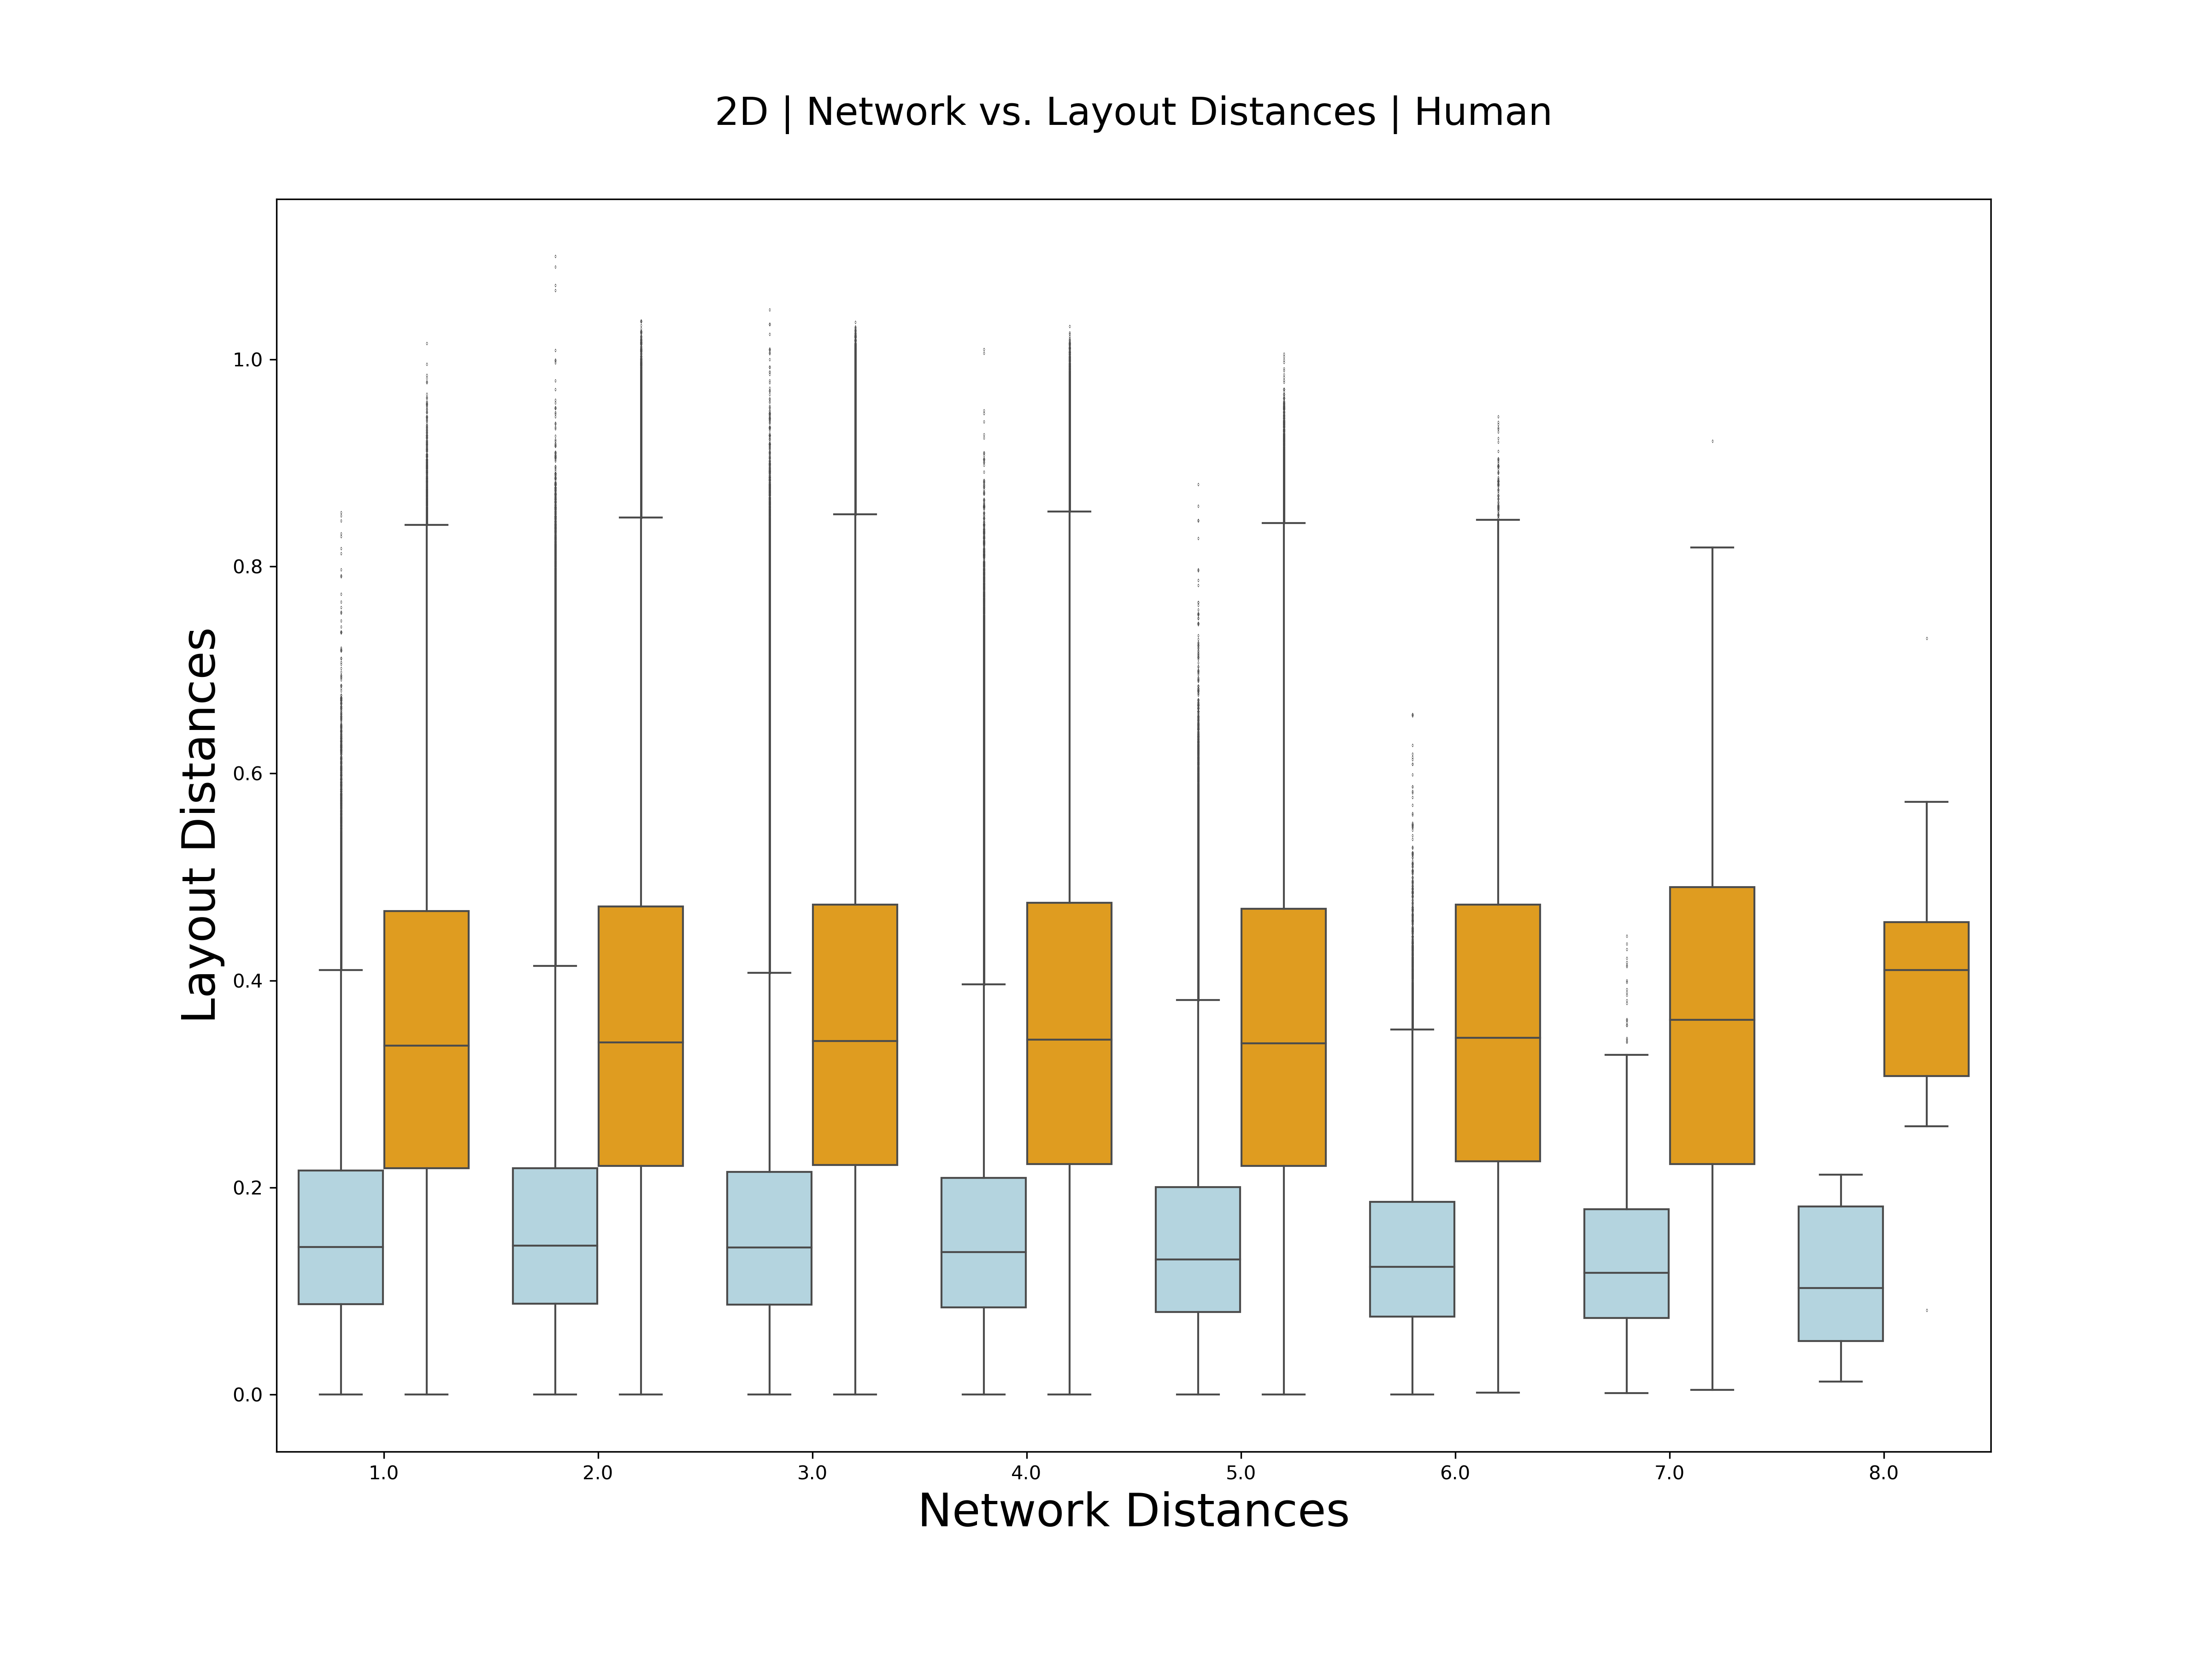 2D | Network vs. Layout Distances | Human
Layout Distances
1.0
0.8
0.6
0.4
0.2
0.0
1.0 2.0 3.0 4.0 5.0 6.0 7.0 8.0
Network Distances